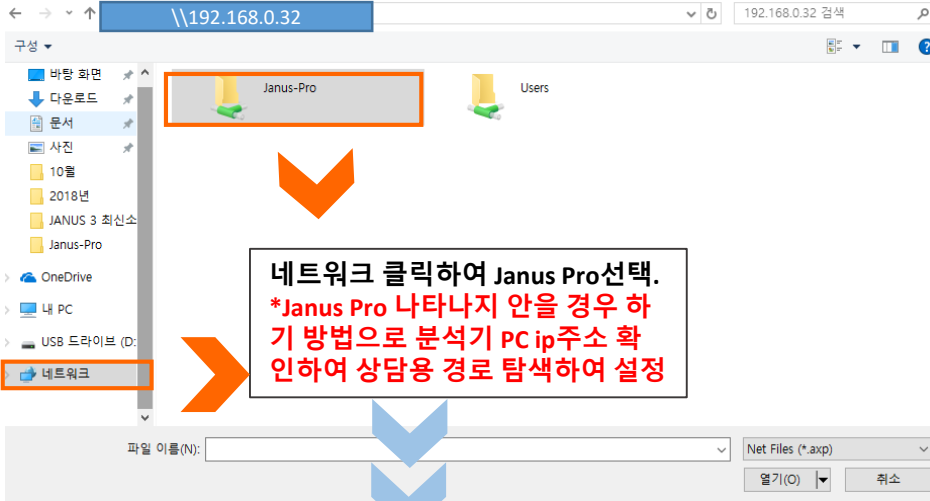 \\192.168.0.32
192.168.0.32 검색
구성
바탕 화면
다운로드
문서
사진
10월
2018년
JANUS 3 최신소
Janus-Pro
OneDrive
내 PC
USB 드라이브 (D:
네트워크
Janus-Pro
Users
네트워크 클릭하여 Janus Pro선택.
*Janus Pro 나타나지 안을 경우 하
기 방법으로 분석기 PC ip주소 확
인하여 상담용 경로 탐색하여 설정
파일 이름(N):
Net Files (*.axp)
열기(O)
취소